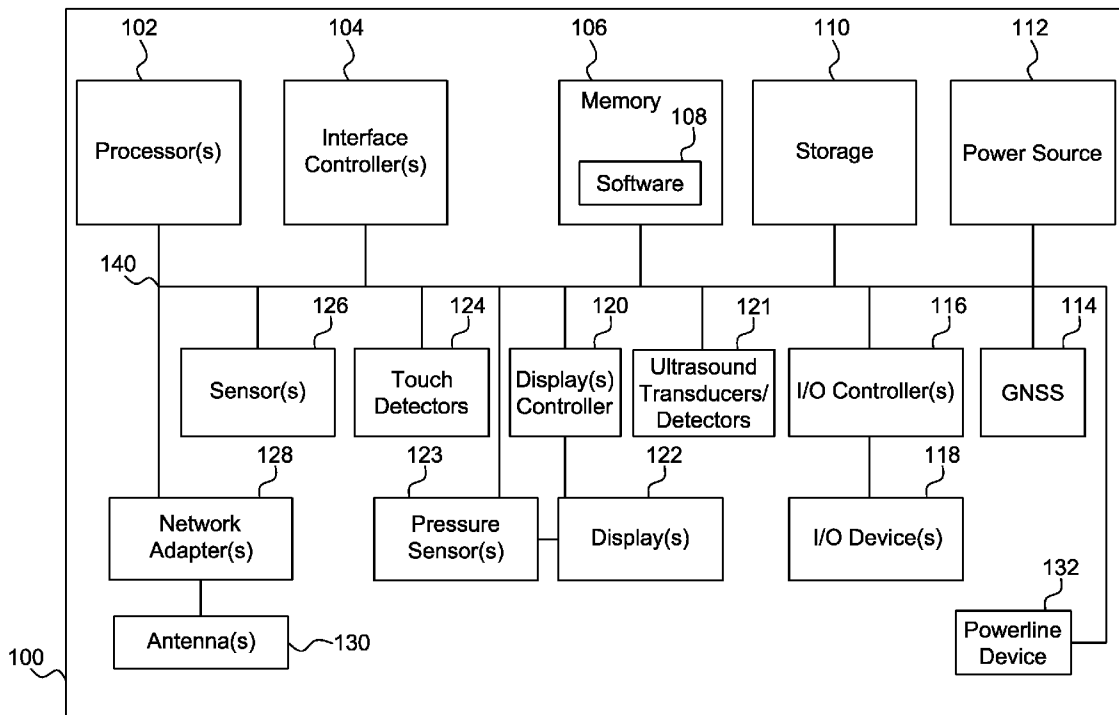 102
104
106
110
112
Processor(s)
Interface
Controller(s)
Memory
108
Software
Storage
Power Source
140
126
124
120
121
116
114
Sensor(s)
Touch
Detectors
Display(s)
Controller
Ultrasound
Transducers/
Detectors
I/O Controller(s)
GNSS
128
123
122
118
Network
Adapter(s)
Pressure
Sensor(s)
Display(s)
I/O Device(s)
132
Antenna(s)
130
Powerline
Device
100